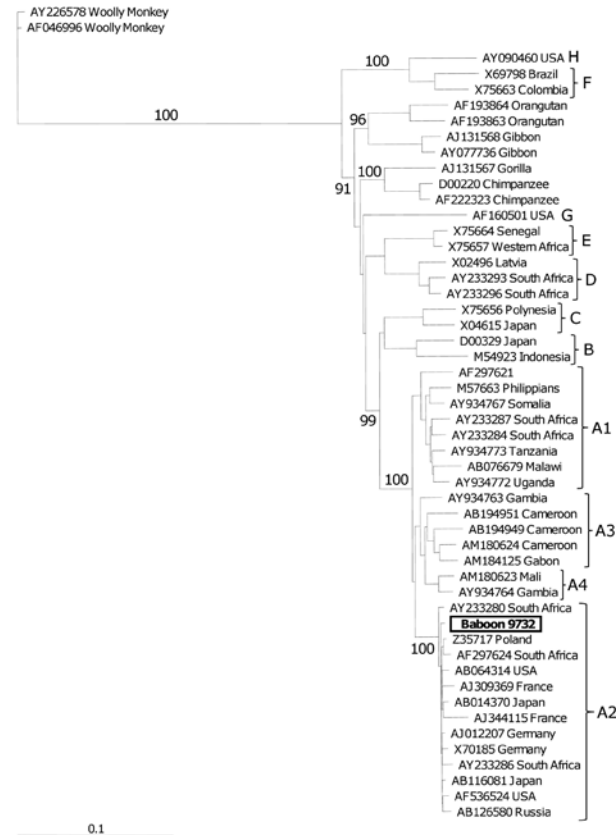 AY226578 Woolly Monkey
AF046996 Woolly Monkey
100
AY090460 USA H
X69798 Brazil
F
X75663 Colombia
100
AF193864 Orangutan
96
AF193863 Orangutan
AJ131568 Gibbon
AY077736 Gibbon
AJ131567 Gorilla
100
91
D00220 Chimpanzee
AF222323 Chimpanzee
AF160501 USA G
X75664 Senegal
E
X75657 Western Africa
X02496 Latvia
AY233293 South Africa
D
AY233296 South Africa
X75656 Polynesia
C
X04615 Japan
D00329 Japan
B
M54923 Indonesia
AF297621
M57663 Philippians
AY934767 Somalia
99
AY233287 South Africa
A1
AY233284 South Africa
AY934773 Tanzania
AB076679 Malawi
100
AY934772 Uganda
AY934763 Gambia
AB194951 Cameroon
AB194949 Cameroon
A3
AM180624 Cameroon
AM184125 Gabon
AM180623 Mali
A4
AY934764 Gambia
AY233280 South Africa
Baboon 9732
Z35717 Poland
100
AF297624 South Africa
AB064314 USA
AJ309369 France
AB014370 Japan
A2
AJ344115 France
AJ012207 Germany
X70185 Germany
AY233286 South Africa
AB116081 Japan
AF536524 USA
AB126580 Russia
0.1